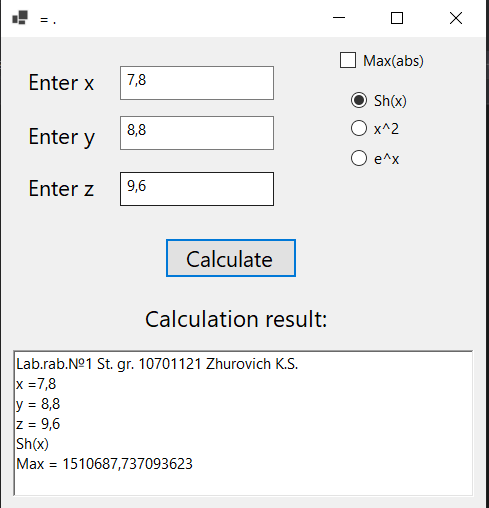 = .
Enter x
7,8
Enter y
8,8
Enter z
9,6
Max(abs)
Sh(x)
x^2
e^x
Calculate
Calculation result:
Lab.rab.№1 St. gr. 10701121 Zhurovich K.S.
x =7,8
y = 8,8
z = 9,6
Sh(x)
Max = 1510687,737093623